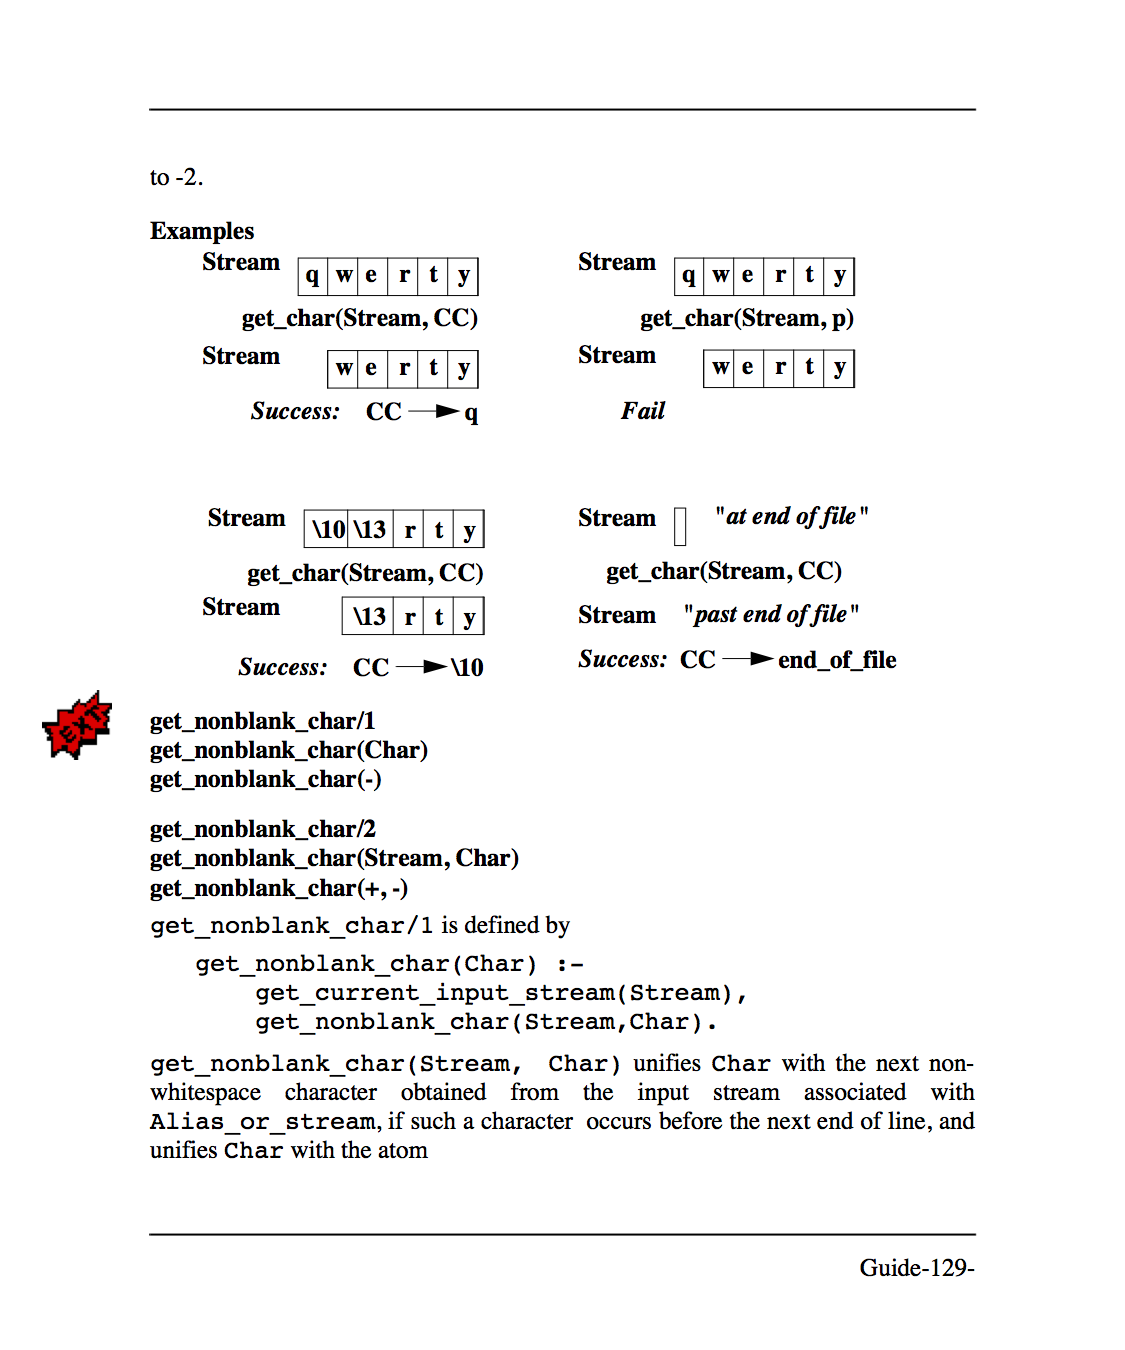 to -2.
Examples
Stream q w e r t y
get_char(Stream, CC)
Stream w e r t y
Success: CC q
Stream q w e r t y
get_char(Stream, p)
Stream w e r t y
Fail
Stream \10 \13 r t y
get_char(Stream, CC)
Stream \13 r t y
Success: CC \10
Stream "at end of file"
get_char(Stream, CC)
Stream "past end of file"
Success: CC end_of_file
EXT
get_nonblank_char/1
get_nonblank_char(Char)
get_nonblank_char(-)
get_nonblank_char/2
get_nonblank_char(Stream, Char)
get_nonblank_char(+, -)
get_nonblank_char/1 is defined by
get_nonblank_char(Char) :-
get_current_input_stream(Stream),
get_nonblank_char(Stream,Char).
get_nonblank_char(Stream, Char) unifies Char with the next non-
whitespace character obtained from the input stream associated with
Alias_or_stream, if such a character occurs before the next end of line, and
unifies Char with the atom
Guide-129-